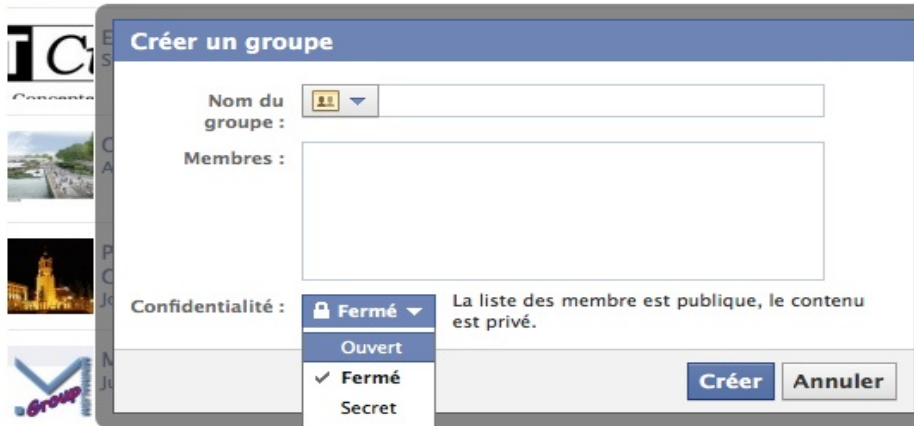 Créer un groupe
Nom du
groupe :
Membres :
Confidentialité :
Fermé
La liste des membre est publique, le contenu
est privé.
Ouvert
Fermé
Secret
Créer
Annuler
Group